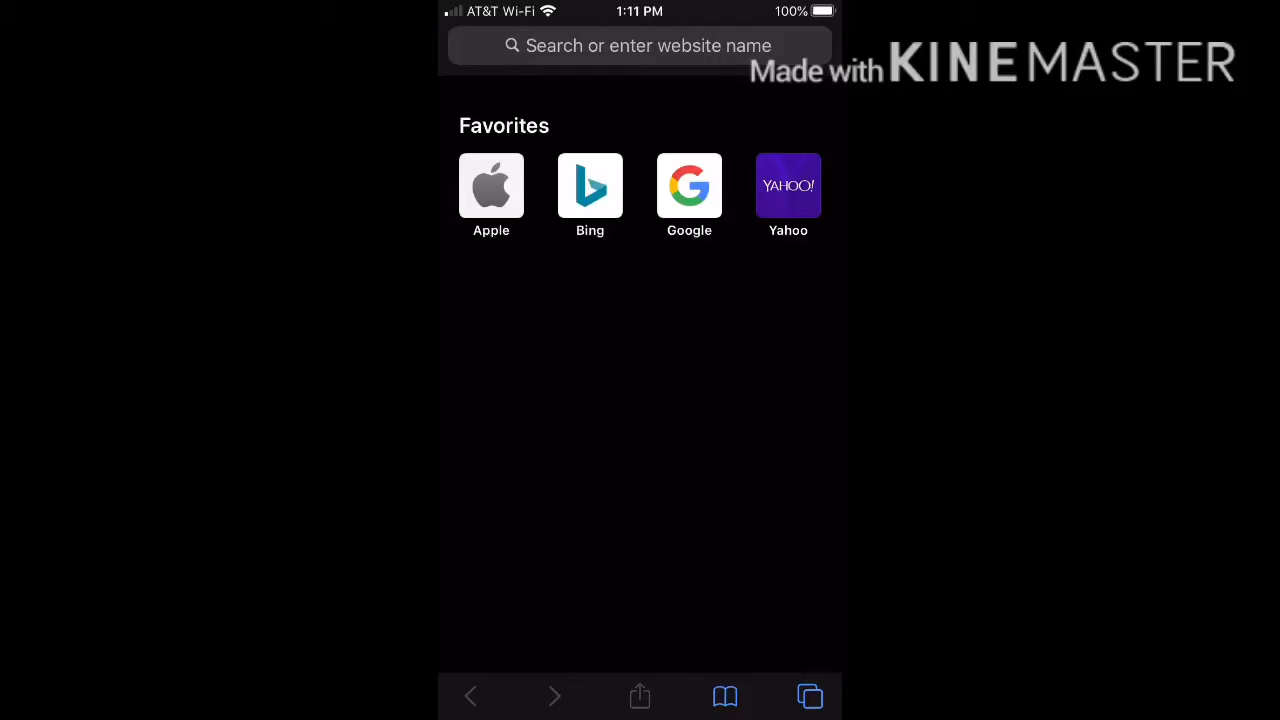 AT&T Wi-Fi 1:11 PM 100%
Search or enter website name
Made with KINEMASTER
Favorites
YAHOO!
Apple Bing Google Yahoo